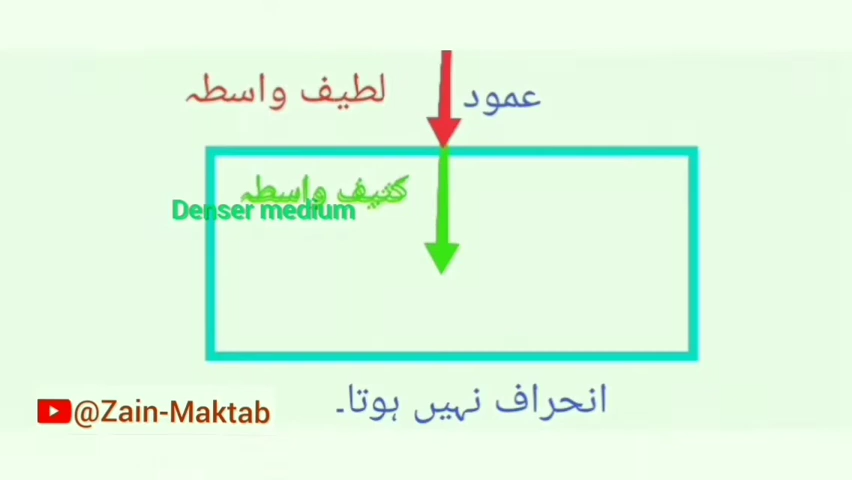 لطیف واسطہ
عمود
کثیف واسطہ
Denser medium
انحراف نہیں ہوتا۔
@Zain-Maktab